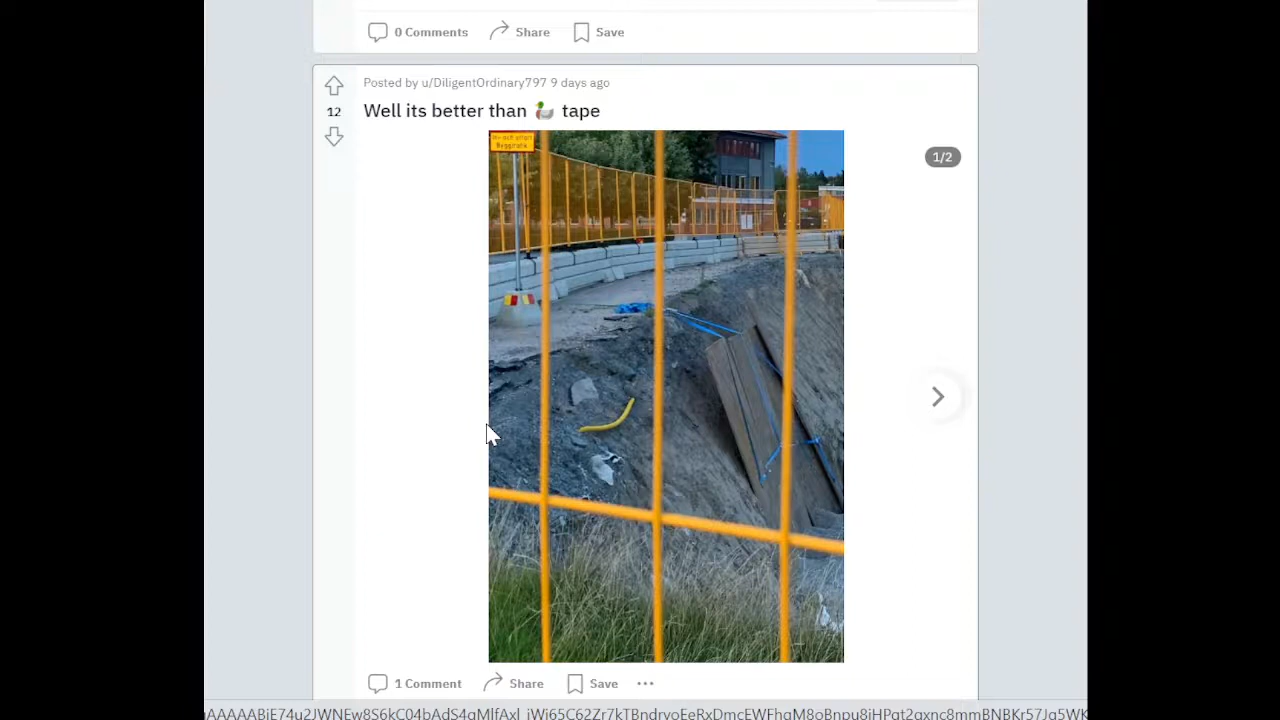 0 Comments Share Save
Posted by u/DiligentOrdinary797 9 days ago
12
Well its better than 🦆 tape
1/2
Byggtrafik
1 Comment Share Save